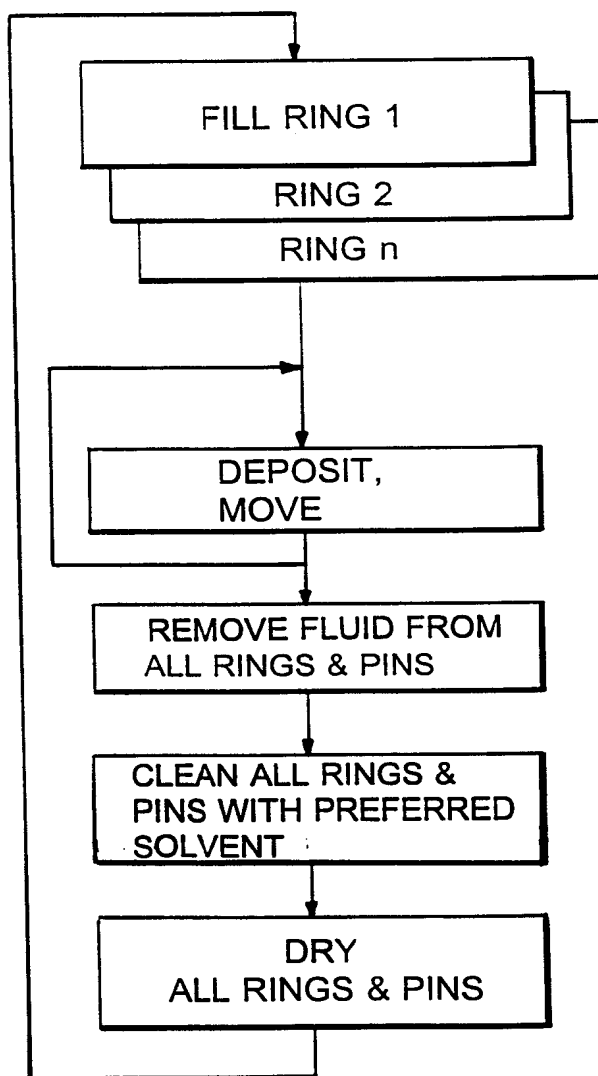 FILL RING 1
RING 2
RING n
DEPOSIT,
MOVE
REMOVE FLUID FROM
ALL RINGS & PINS
CLEAN ALL RINGS &
PINS WITH PREFERRED
SOLVENT
DRY
ALL RINGS & PINS